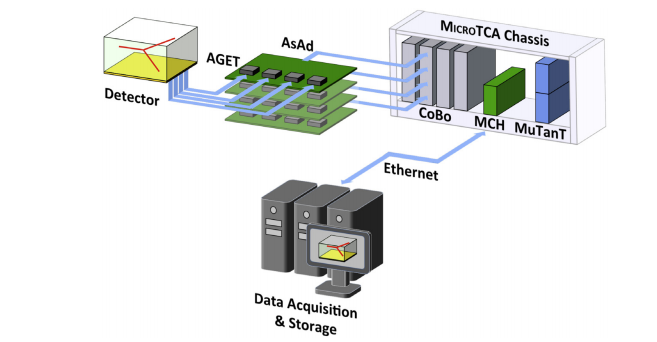 MicroTCA Chassis
AsAd
AGET
Detector
CoBo
MCH
MuTanT
Ethernet
Data Acquisition
& Storage